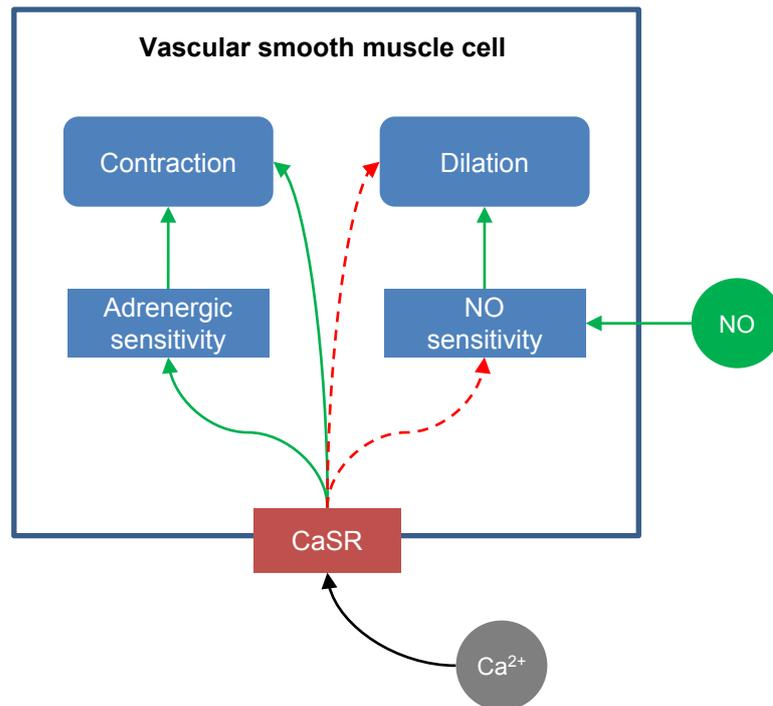 Vascular smooth muscle cell
Contraction
Dilation
Adrenergic
sensitivity
NO
sensitivity
NO
CaSR
Ca²⁺